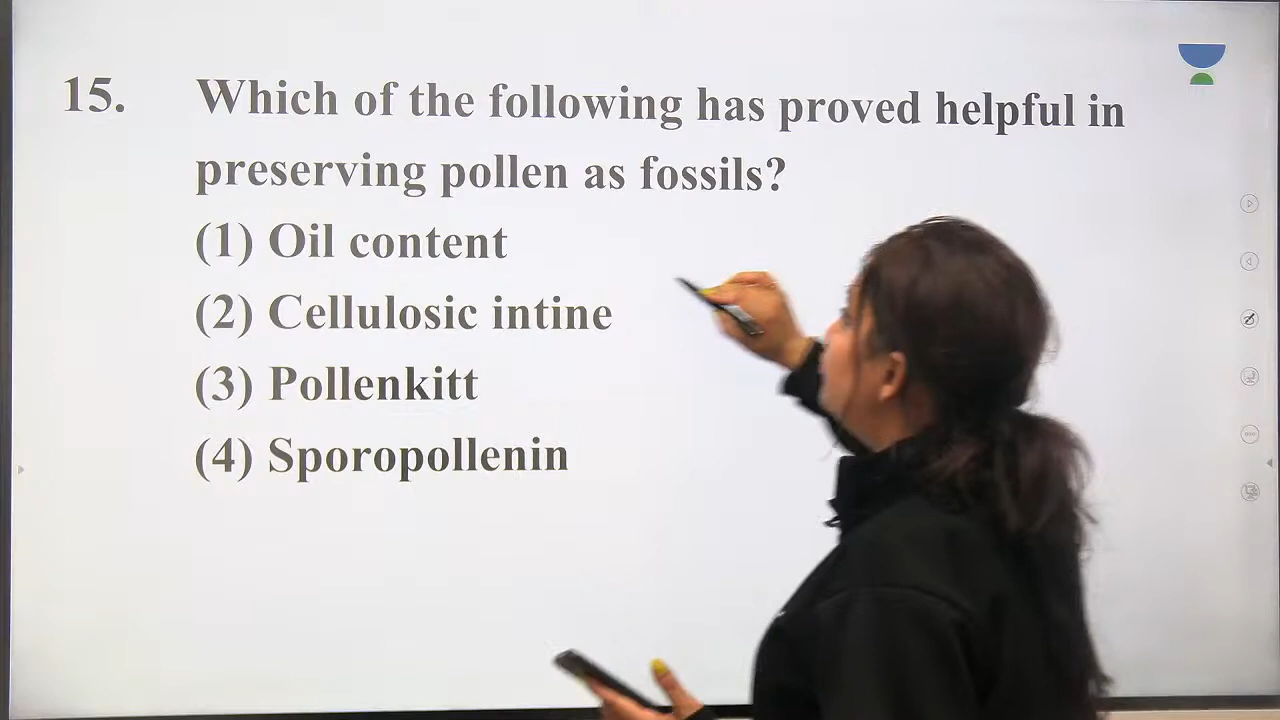 15. Which of the following has proved helpful in
preserving pollen as fossils?
(1) Oil content
(2) Cellulosic intine
(3) Pollenkitt
(4) Sporopollenin